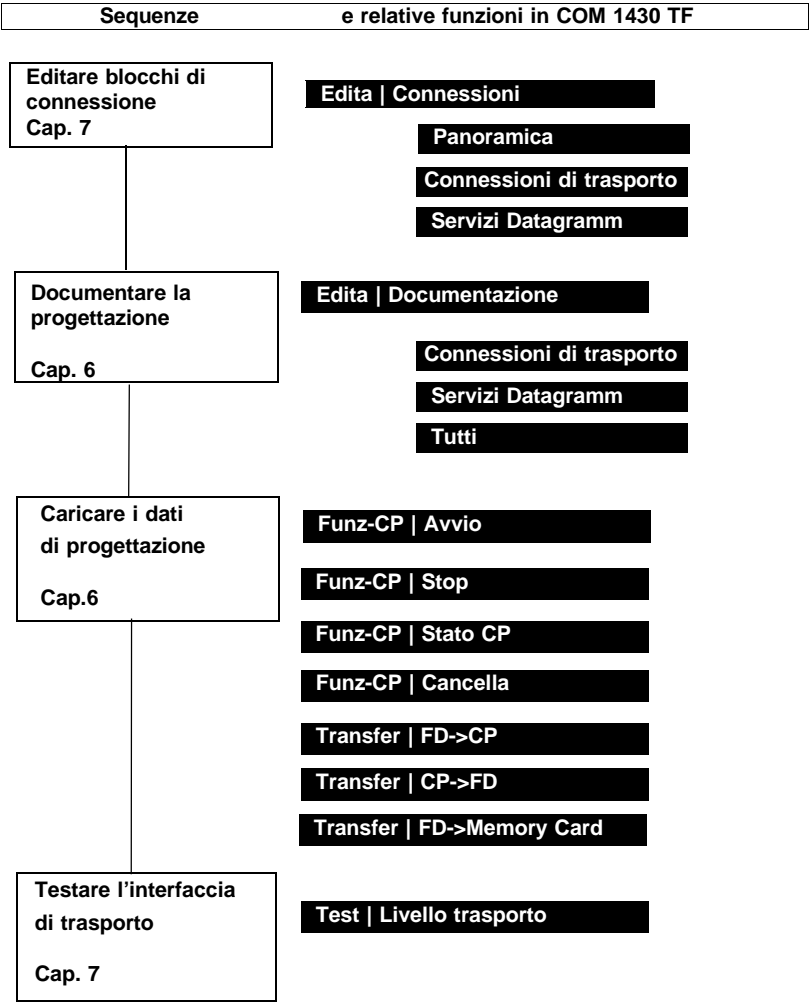 Sequenze e relative funzioni in COM 1430 TF
Editare blocchi di
connessione
Cap. 7
Edita | Connessioni
Panoramica
Connessioni di trasporto
Servizi Datagramm
Documentare la
progettazione
Cap. 6
Edita | Documentazione
Connessioni di trasporto
Servizi Datagramm
Tutti
Caricare i dati
di progettazione
Cap.6
Funz-CP | Avvio
Funz-CP | Stop
Funz-CP | Stato CP
Funz-CP | Cancella
Transfer | FD->CP
Transfer | CP->FD
Transfer | FD->Memory Card
Testare l’interfaccia
di trasporto
Cap. 7
Test | Livello trasporto